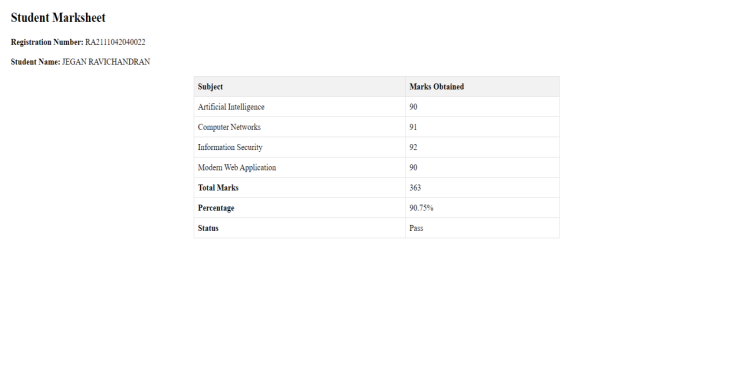 Student Marksheet
Registration Number: RA2111042040022
Student Name: JEGAN RAVICHANDRAN
Subject Marks Obtained
Artificial Intelligence 90
Computer Networks 91
Information Security 92
Modern Web Application 90
Total Marks 363
Percentage 90.75%
Status Pass